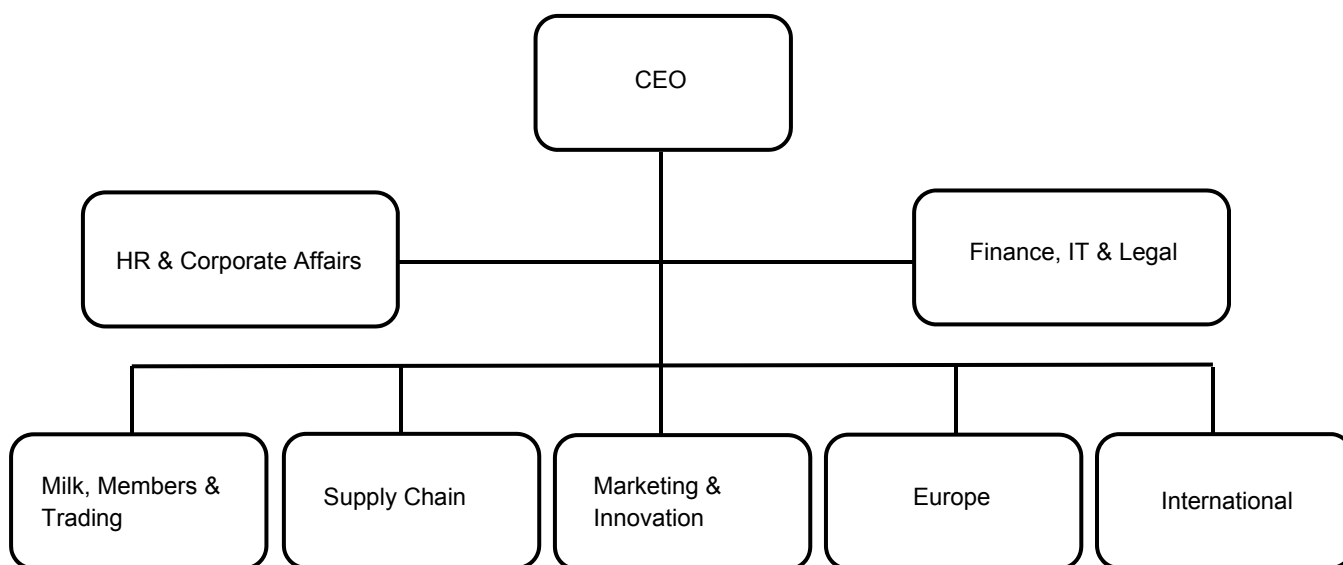 CEO
HR & Corporate Affairs
Finance, IT & Legal
Milk, Members &
Trading
Supply Chain
Marketing &
Innovation
Europe
International